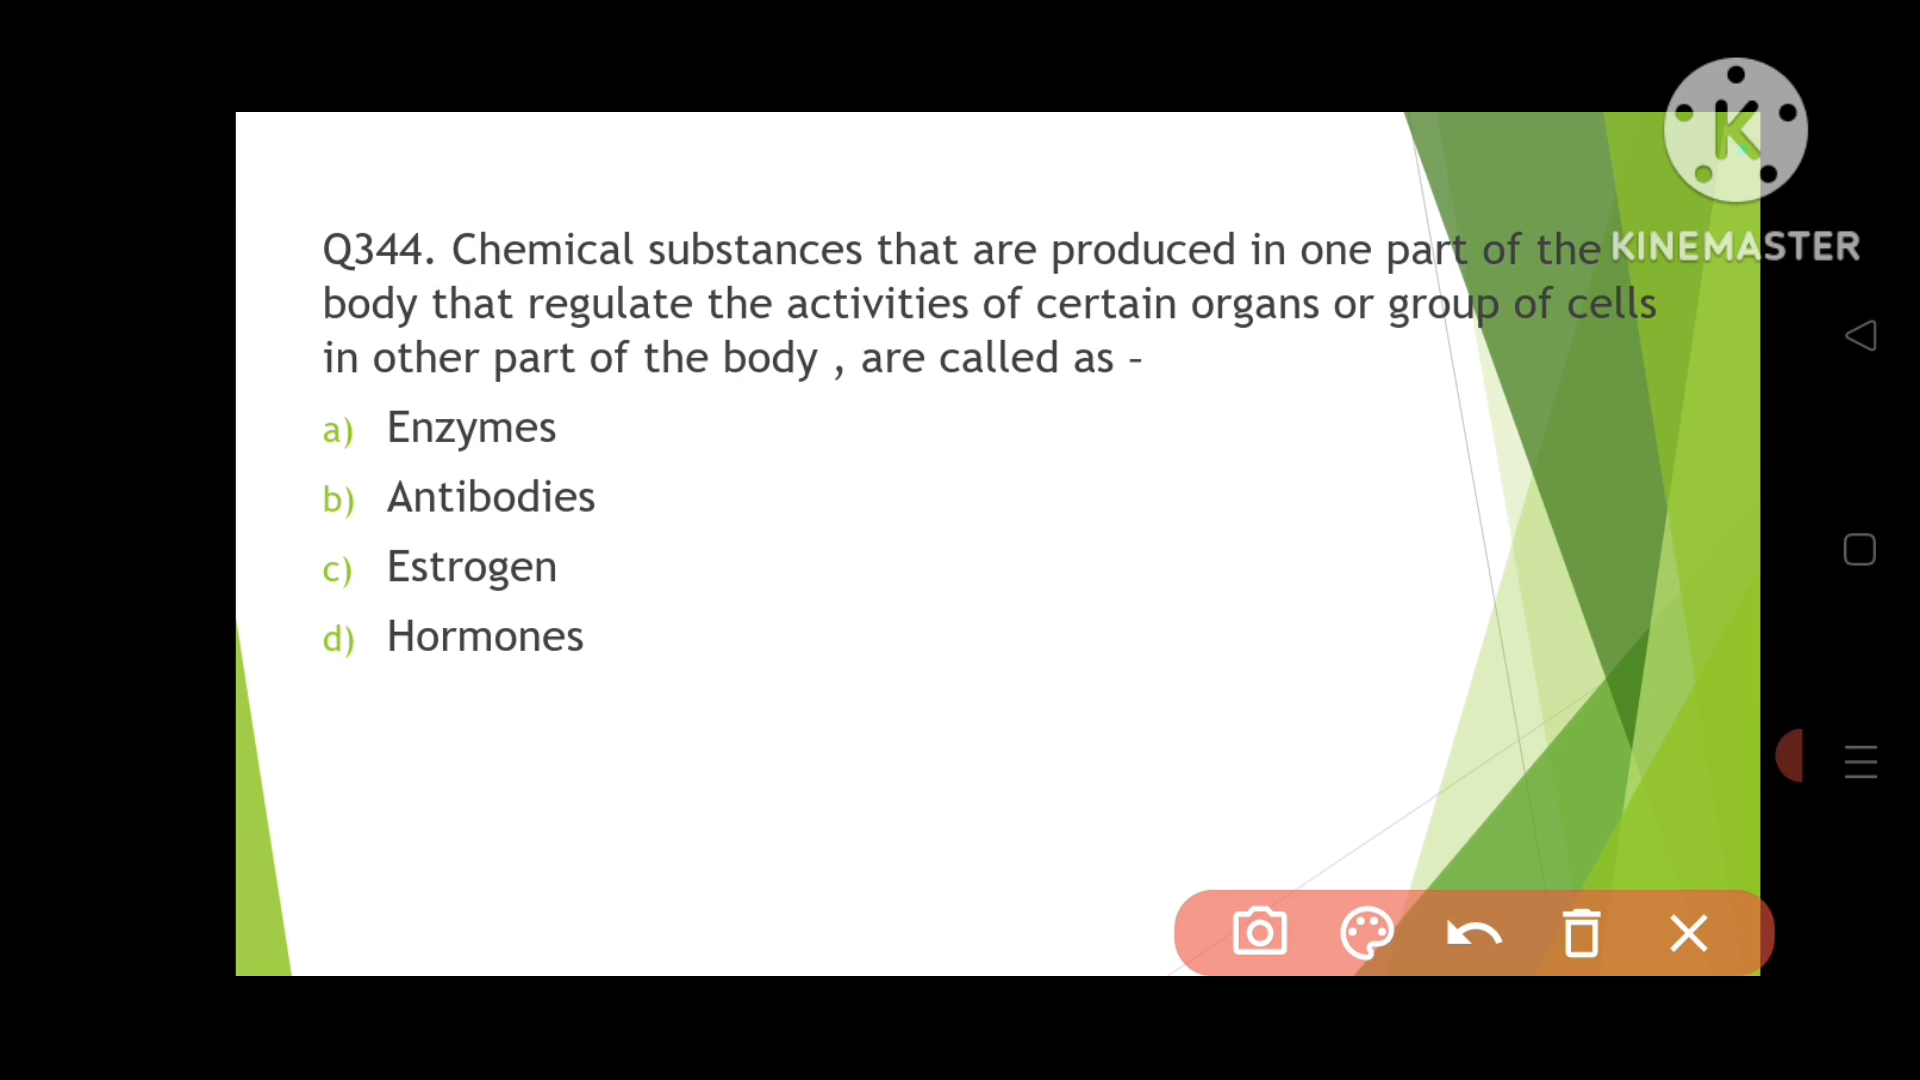 Q344. Chemical substances that are produced in one part of the
body that regulate the activities of certain organs or group of cells
in other part of the body , are called as –
a) Enzymes
b) Antibodies
c) Estrogen
d) Hormones
K
KINEMASTER